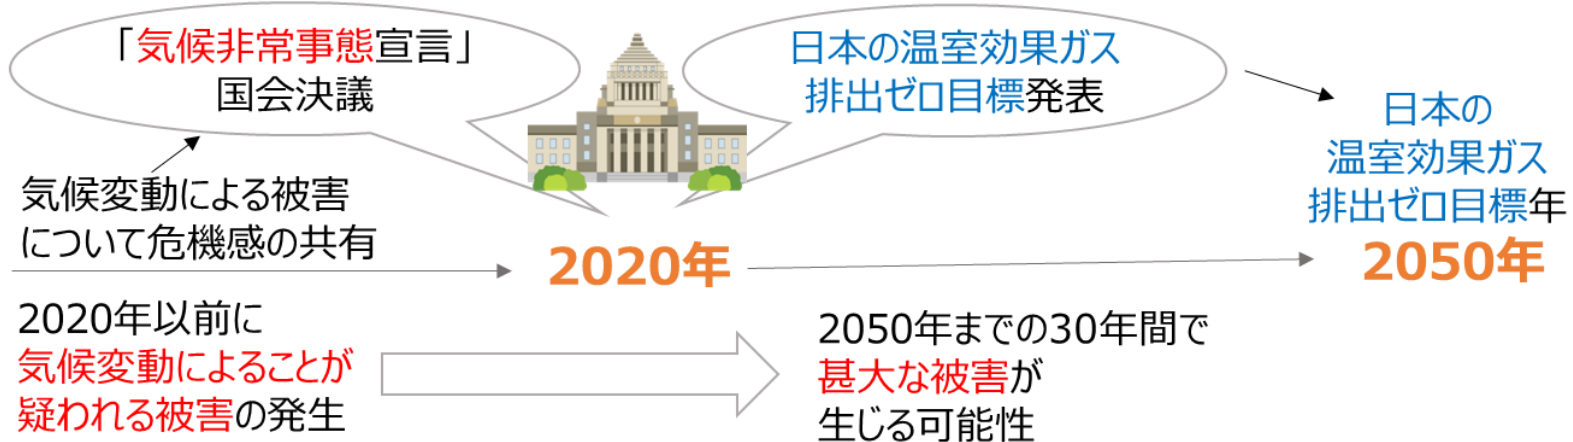 「気候非常事態宣言」
国会決議
日本の温室効果ガス
排出ゼロ目標発表
日本の
温室効果ガス
排出ゼロ目標年
気候変動による被害
について危機感の共有
2020年
2050年
2020年以前に
気候変動によることが
疑われる被害の発生
2050年までの30年間で
甚大な被害が
生じる可能性